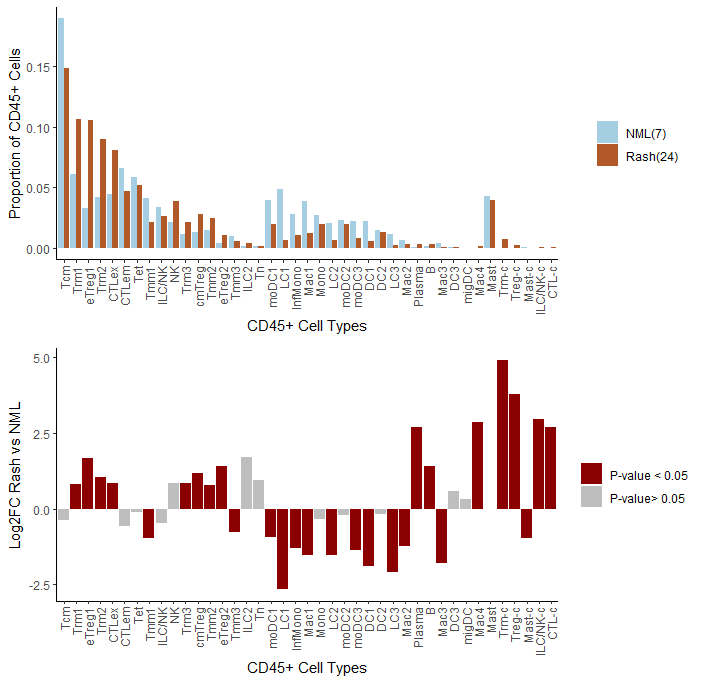 Proportion of CD45+ Cells
0.15
0.10
0.05
0.00
Tcm
Trm1
eTreg1
Trm2
CTLex
CTLem
Tet
Tmm1
ILC/NK
NK
Trm3
cmTreg
Tmm2
eTreg2
Tmm3
ILC2
Tn
moDC1
LC1
InfMono
Mac1
Mono
LC2
moDC2
moDC3
DC1
DC2
LC3
Mac2
Plasma
B
Mac3
DC3
migDC
Mac4
Mast
Trm-c
Treg-c
Mast-c
ILC/NK-c
CTL-c
CD45+ Cell Types
NML(7)
Rash(24)
Log2FC Rash vs NML
5.0
2.5
0.0
-2.5
Tcm
Trm1
eTreg1
Trm2
CTLex
CTLem
Tet
Tmm1
ILC/NK
NK
Trm3
cmTreg
Tmm2
eTreg2
Tmm3
ILC2
Tn
moDC1
LC1
InfMono
Mac1
Mono
LC2
moDC2
moDC3
DC1
DC2
LC3
Mac2
Plasma
B
Mac3
DC3
migDC
Mac4
Mast
Trm-c
Treg-c
Mast-c
ILC/NK-c
CTL-c
CD45+ Cell Types
P-value < 0.05
P-value> 0.05